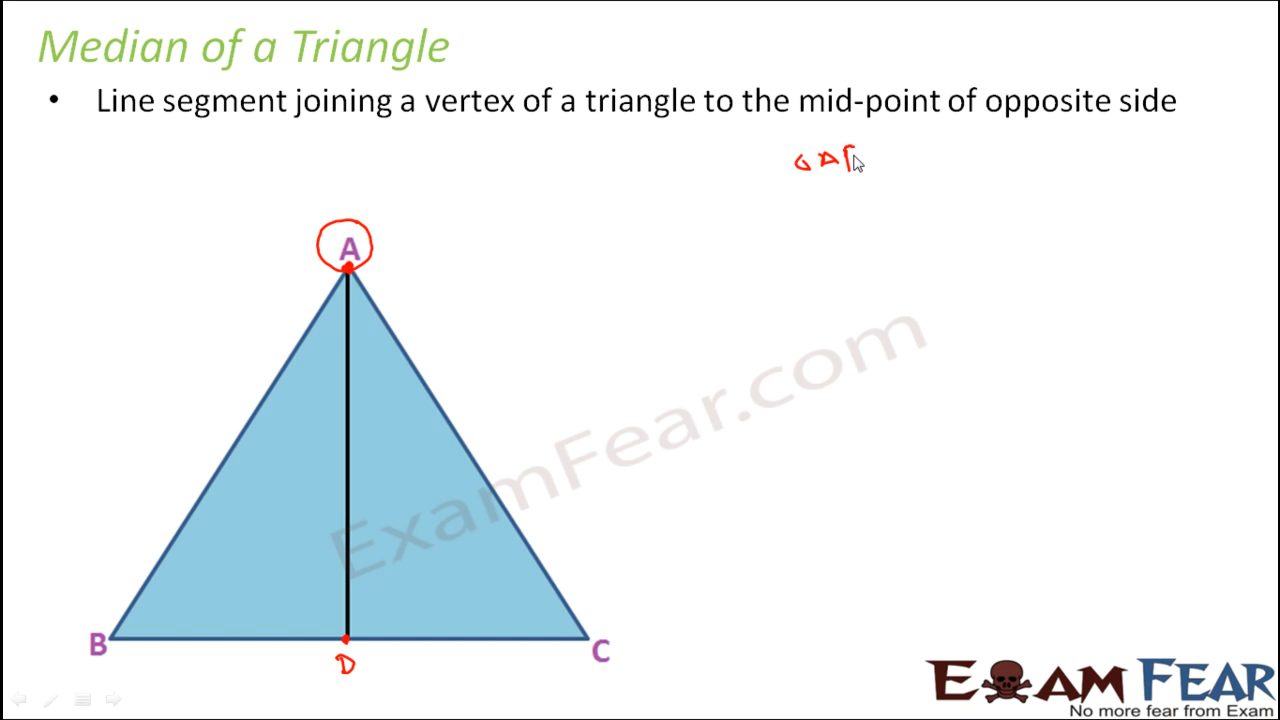 Median of a Triangle
• Line segment joining a vertex of a triangle to the mid-point of opposite side
A
B
D
C
ExamFear.com
EXAM FEAR
No more fear from Exam